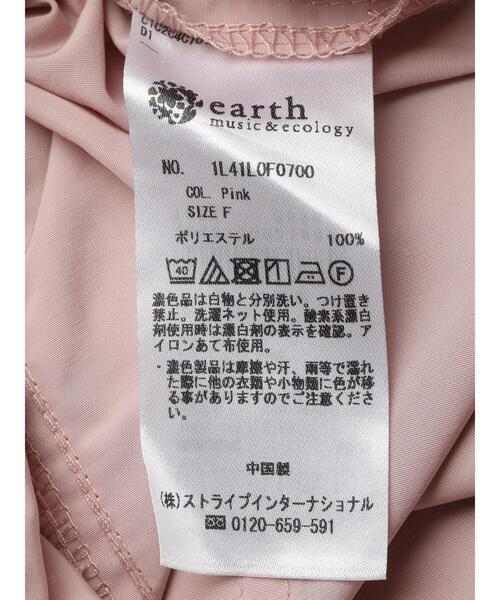 D1
earth
music&ecology
NO. 1L41L0F0700
COL. Pink
SIZE F
ポリエステル 100%
40 F
濃色品は白物と分別洗い。つけ置き
禁止。洗濯ネット使用。酸素系漂白
剤使用時は漂白剤の表示を確認。ア
イロンあて布使用。
・濃色製品は摩擦や汗、雨等で濡れ
た際に他の衣類や小物類に色が移
る事がありますのでご注意くださ
い。
中国製
(株)ストライプインターナショナル
0120-659-591